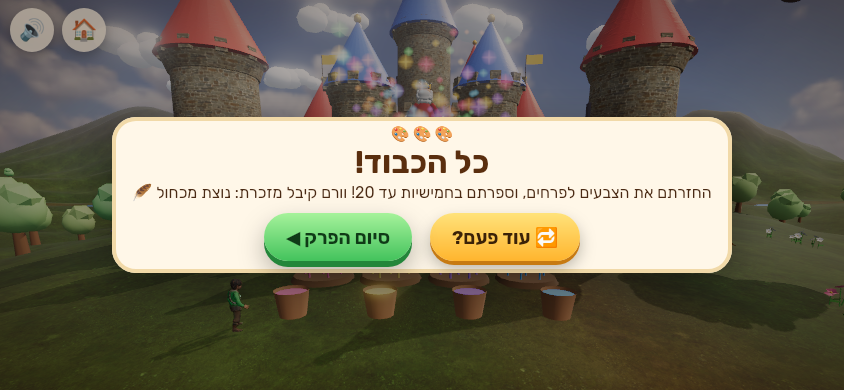 כל הכבוד!
החזרתם את הצבעים לפרחים, וספרתם בחמישיות עד 20! וורם קיבל מזכרת: נוצת מכחול
עוד פעם?
סיום הפרק